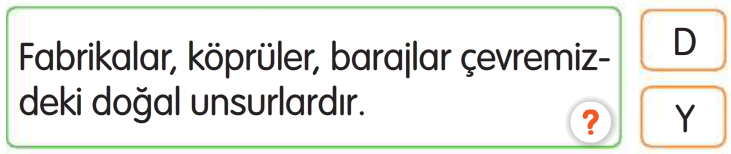 Fabrikalar, köprüler, barajlar çevremiz-
deki doğal unsurlardır.
?
D
Y